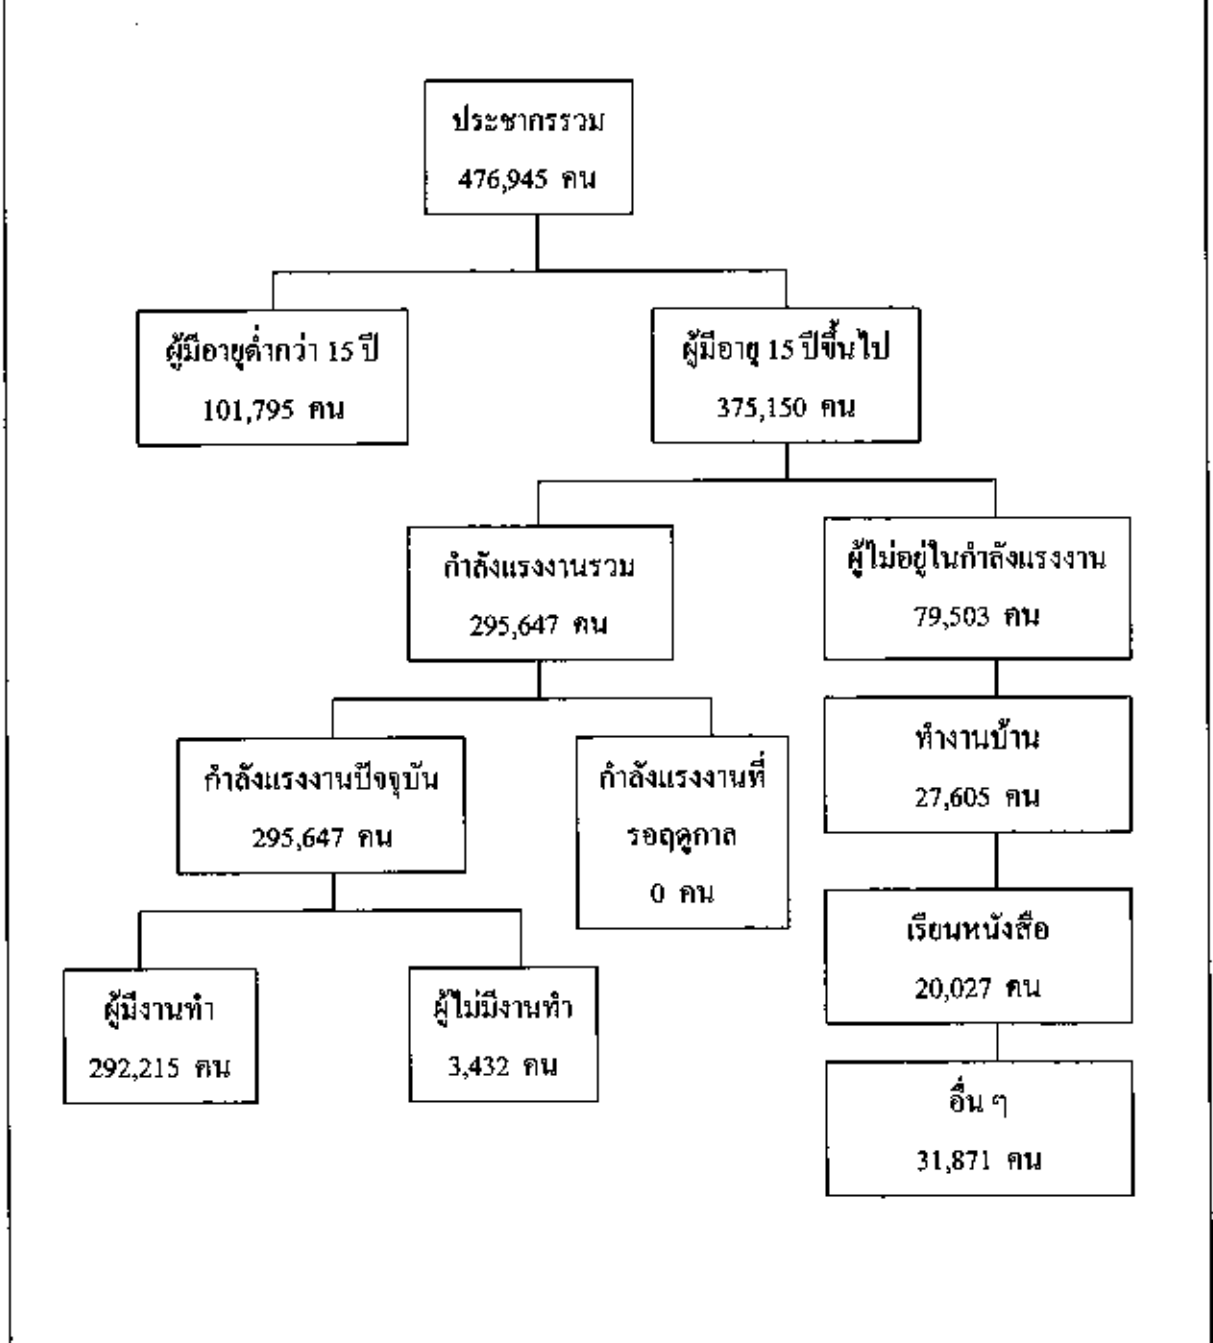 ประชากรรวม
476,945 คน
ผู้มีอายุต่ำกว่า 15 ปี
101,795 คน
ผู้มีอายุ 15 ปีขึ้นไป
375,150 คน
กำลังแรงงานรวม
295,647 คน
ผู้ไม่อยู่ในกำลังแรงงาน
79,503 คน
กำลังแรงงานปัจจุบัน
295,647 คน
กำลังแรงงานที่
รอฤดูกาล
0 คน
ทำงานบ้าน
27,605 คน
ผู้มีงานทำ
292,215 คน
ผู้ไม่มีงานทำ
3,432 คน
เรียนหนังสือ
20,027 คน
อื่น ๆ
31,871 คน